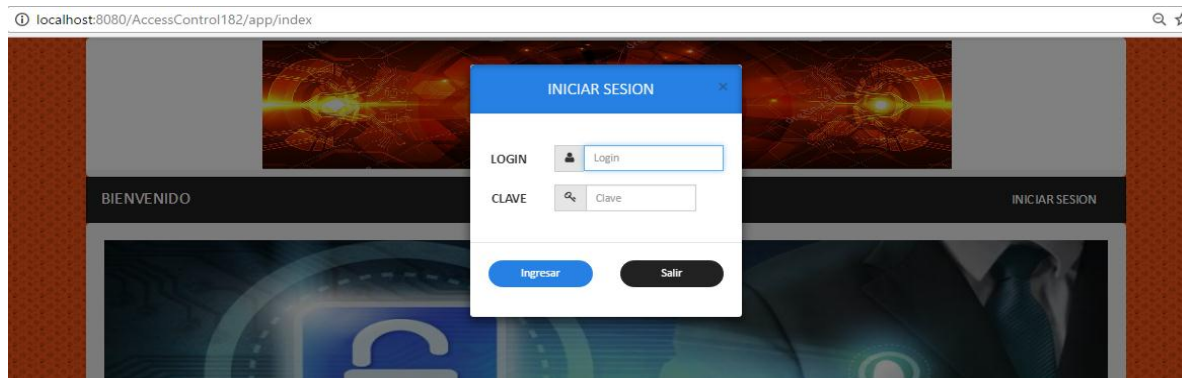 localhost:8080/AccessControl182/app/index
INICIAR SESION ×
LOGIN Login
BIENVENIDO CLAVE Clave INICIAR SESION
Ingresar Salir